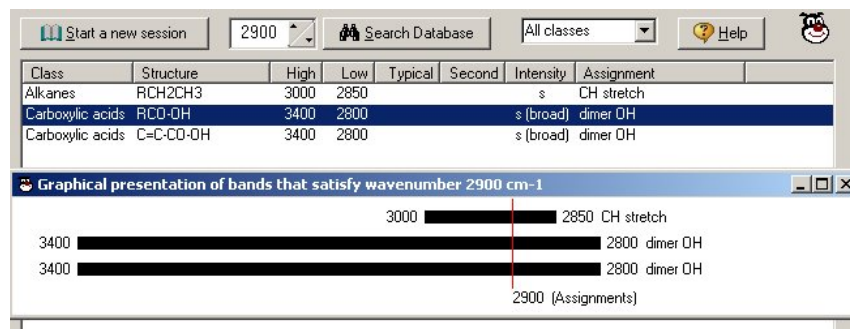 Start a new session 2900 Search Database All classes Help
Class Structure High Low Typical Second Intensity Assignment
Alkanes RCH2CH3 3000 2850 s CH stretch
Carboxylic acids RCO-OH 3400 2800 s (broad) dimer OH
Carboxylic acids C=C-CO-OH 3400 2800 s (broad) dimer OH
Graphical presentation of bands that satisfy wavenumber 2900 cm-1
3000 2850 CH stretch
3400 2800 dimer OH
3400 2800 dimer OH
2900 (Assignments)